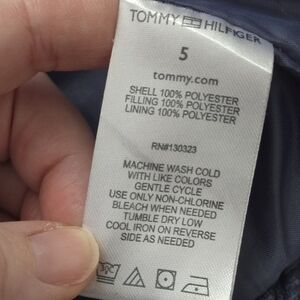 TOMMY HILFIGER
5
tommy.com
SHELL 100% POLYESTER
FILLING 100% POLYESTER
LINING 100% POLYESTER
RN#130323
MACHINE WASH COLD
WITH LIKE COLORS
GENTLE CYCLE
USE ONLY NON-CHLORINE
BLEACH WHEN NEEDED
TUMBLE DRY LOW
COOL IRON ON REVERSE
SIDE AS NEEDED